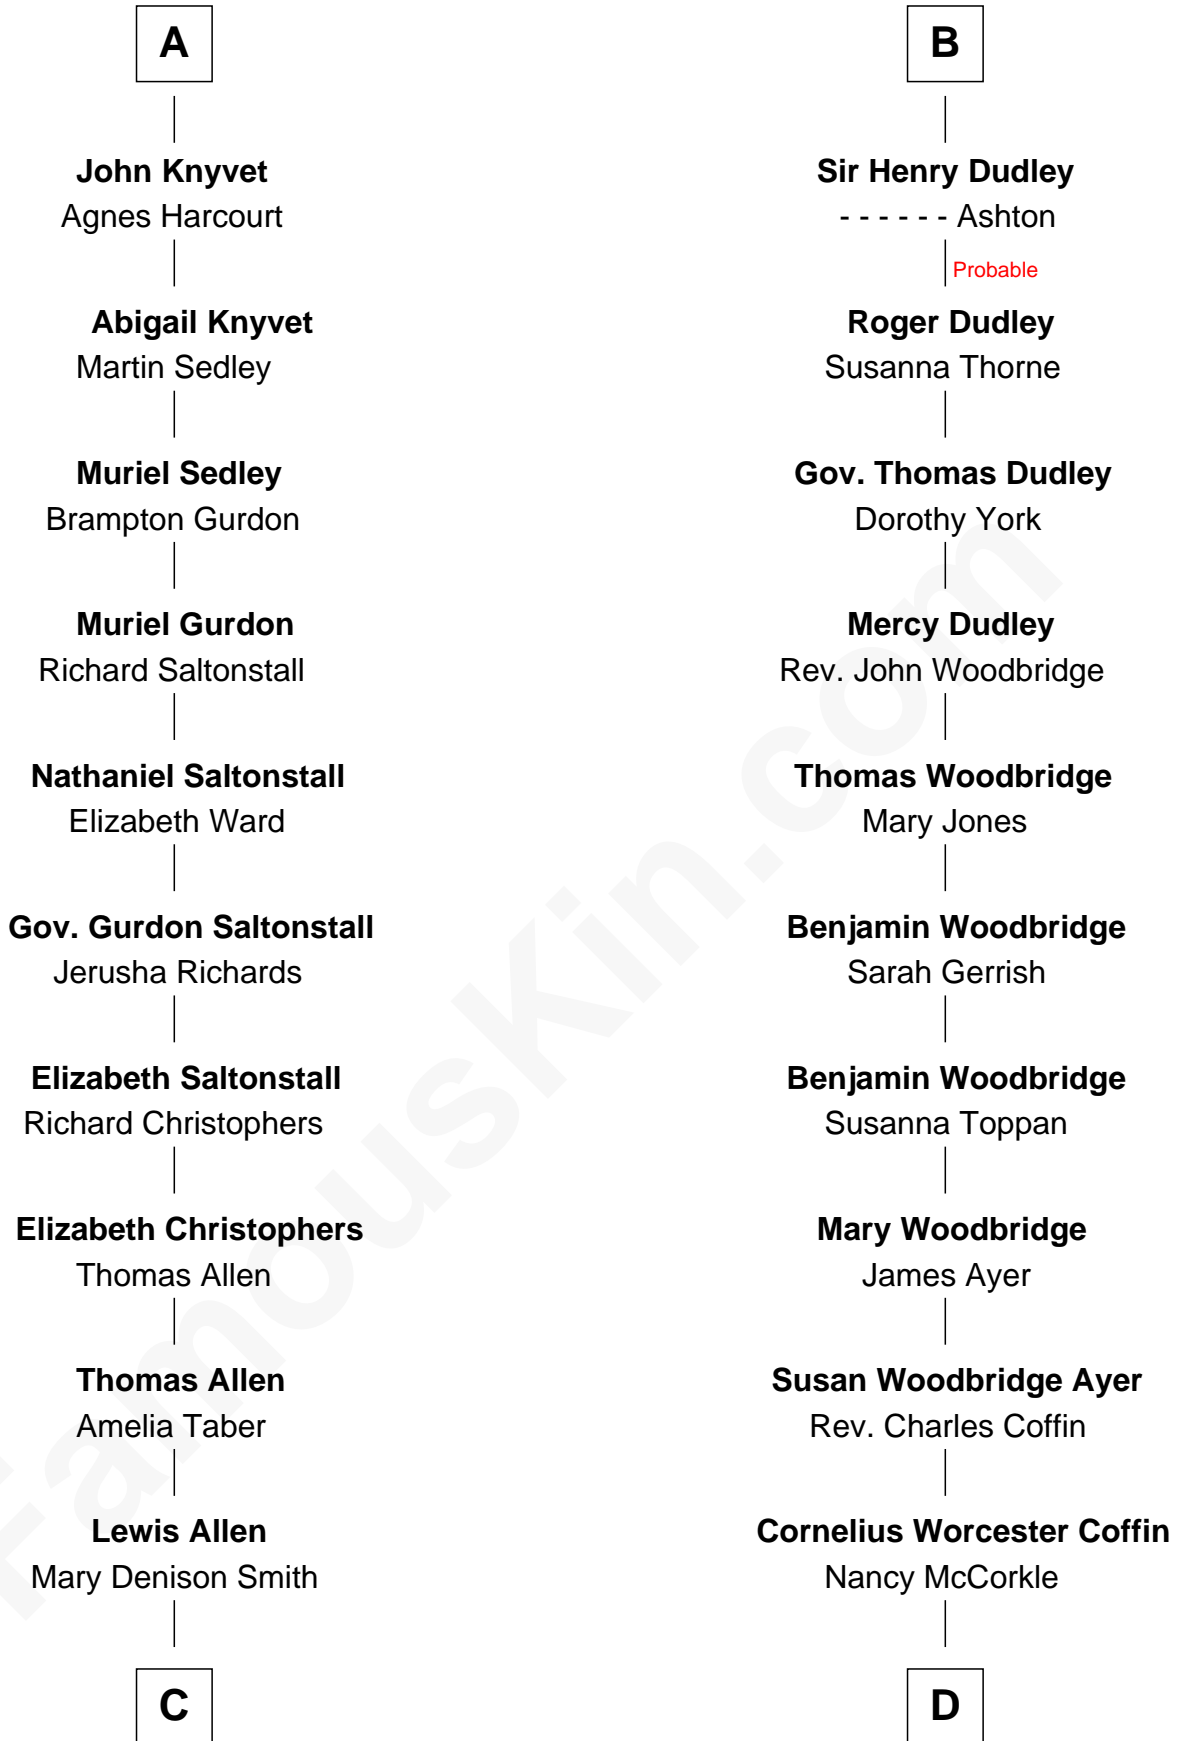 A
John Knyvet
Agnes Harcourt
Abigail Knyvet
Martin Sedley
Muriel Sedley
Brampton Gurdon
Muriel Gurdon
Richard Saltonstall
Nathaniel Saltonstall
Elizabeth Ward
Gov. Gurdon Saltonstall
Jerusha Richards
Elizabeth Saltonstall
Richard Christophers
Elizabeth Christophers
Thomas Allen
Thomas Allen
Amelia Taber
Lewis Allen
Mary Denison Smith
C
B
Sir Henry Dudley
- - - - - - Ashton
Probable
Roger Dudley
Susanna Thorne
Gov. Thomas Dudley
Dorothy York
Mercy Dudley
Rev. John Woodbridge
Thomas Woodbridge
Mary Jones
Benjamin Woodbridge
Sarah Gerrish
Benjamin Woodbridge
Susanna Toppan
Mary Woodbridge
James Ayer
Susan Woodbridge Ayer
Rev. Charles Coffin
Cornelius Worcester Coffin
Nancy McCorkle
D
FamousKin.com